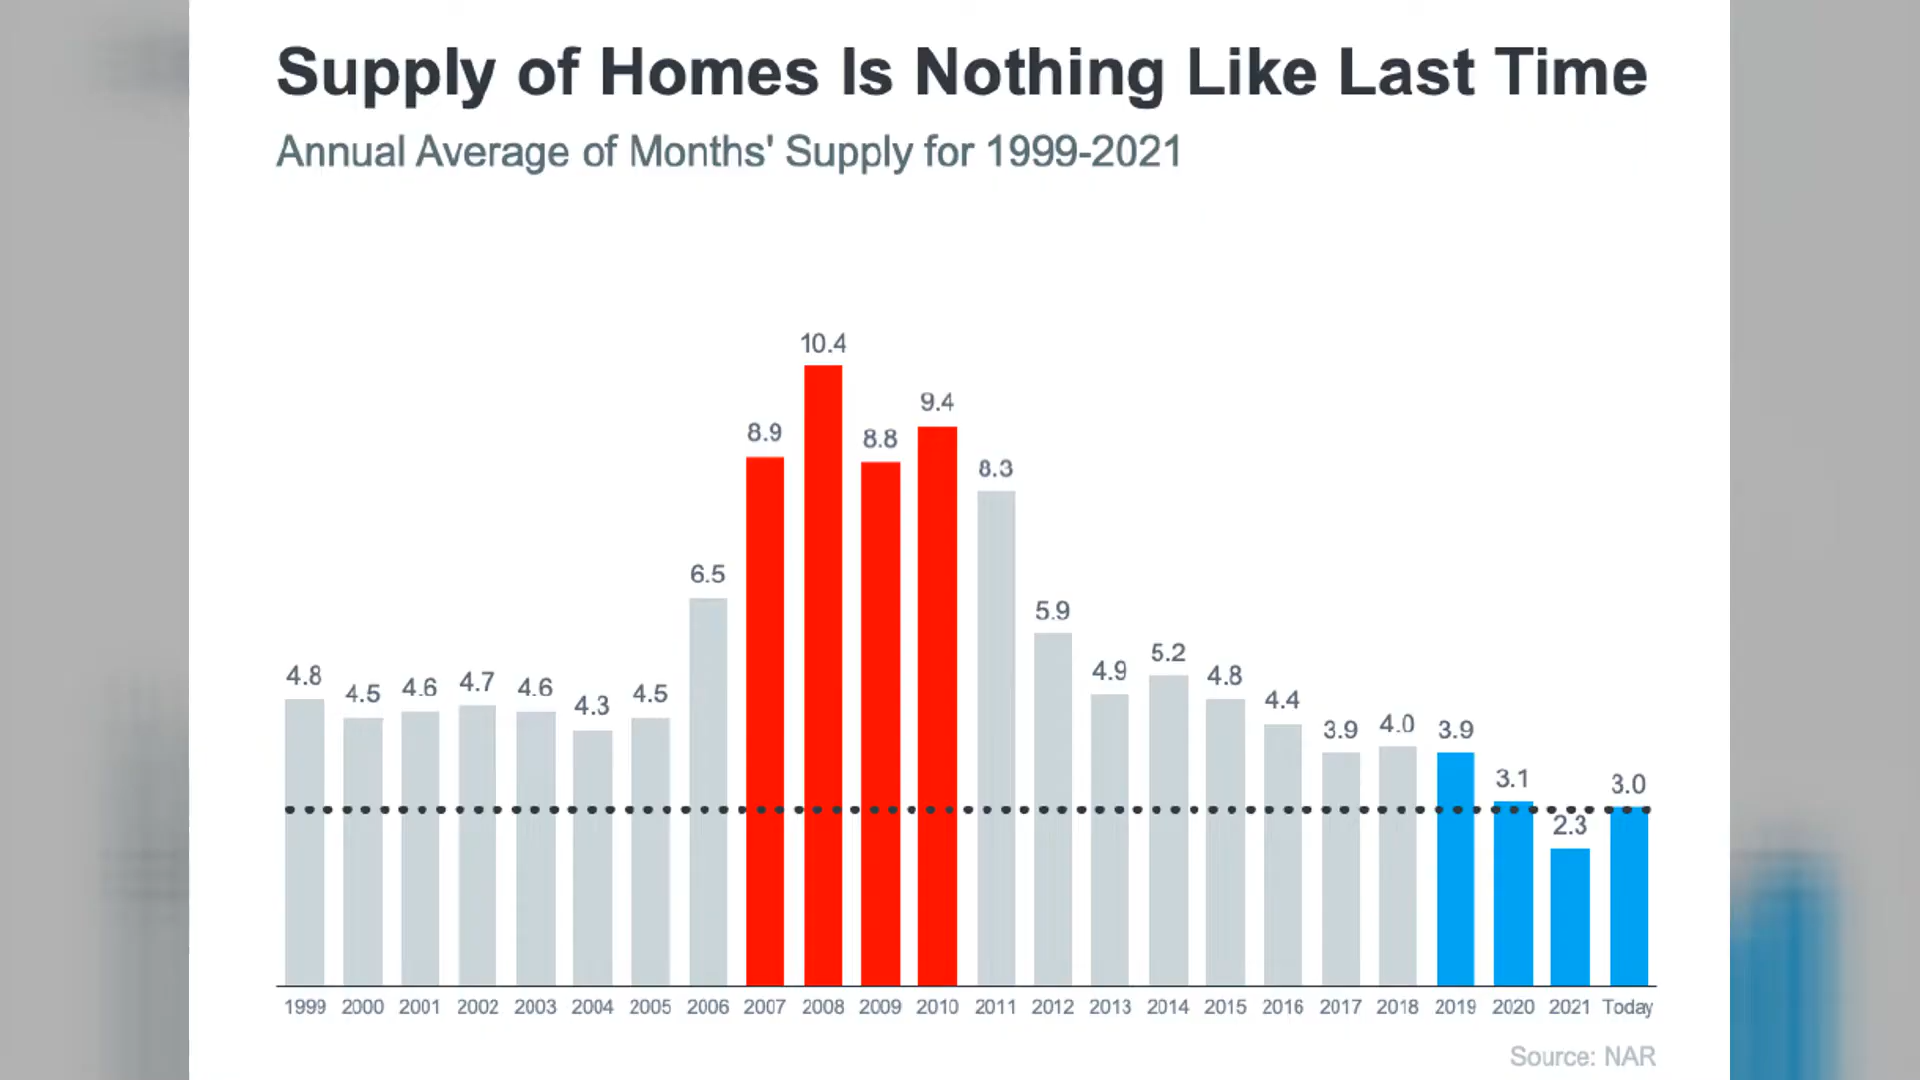 Supply of Homes Is Nothing Like Last Time
Annual Average of Months' Supply for 1999-2021
4.8 4.5 4.6 4.7 4.6 4.3 4.5 6.5 8.9 10.4 8.8 9.4 8.3 5.9 4.9 5.2 4.8 4.4 3.9 4.0 3.9 3.1 2.3 3.0
1999 2000 2001 2002 2003 2004 2005 2006 2007 2008 2009 2010 2011 2012 2013 2014 2015 2016 2017 2018 2019 2020 2021 Today
Source: NAR